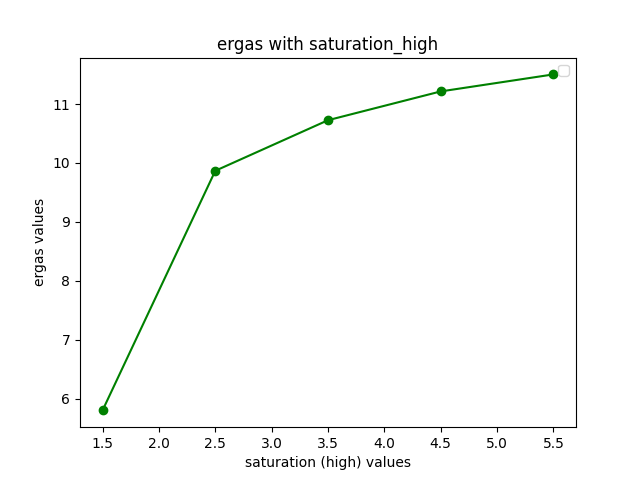 ergas with saturation_high
ergas values
11
10
9
8
7
6
1.5 2.0 2.5 3.0 3.5 4.0 4.5 5.0 5.5
saturation (high) values